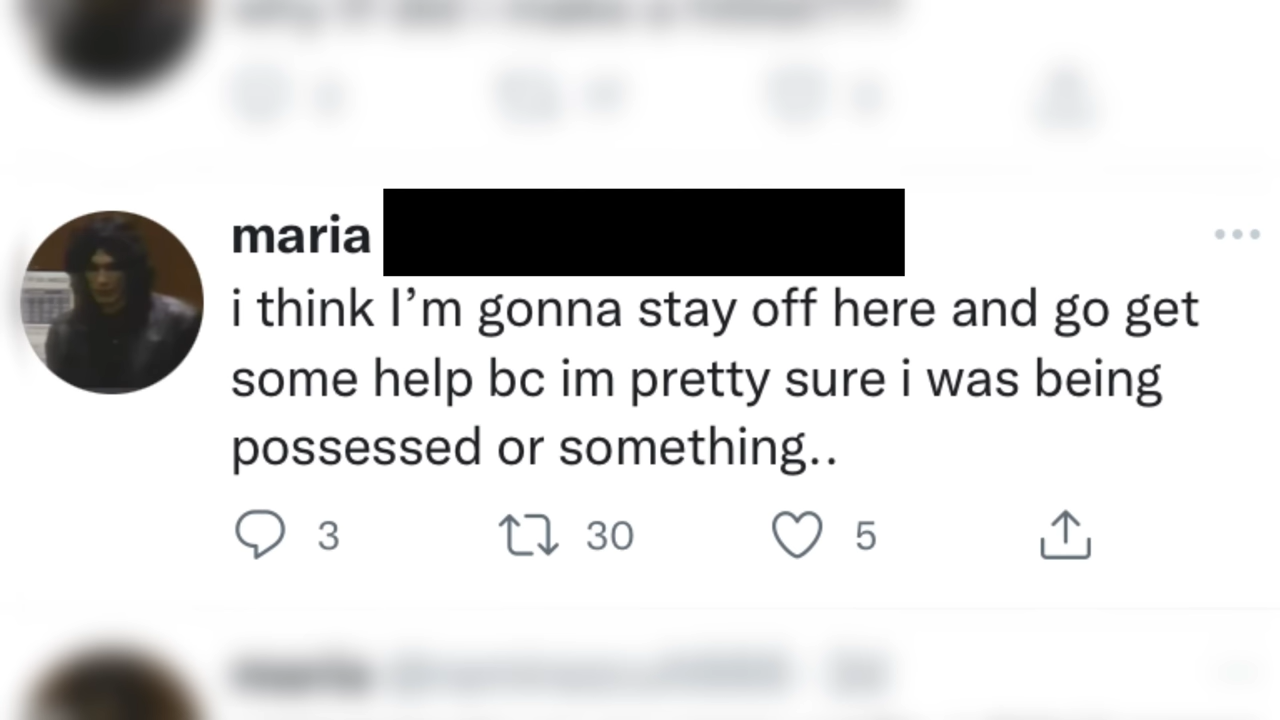 maria
i think I’m gonna stay off here and go get
some help bc im pretty sure i was being
possessed or something..
3 30 5